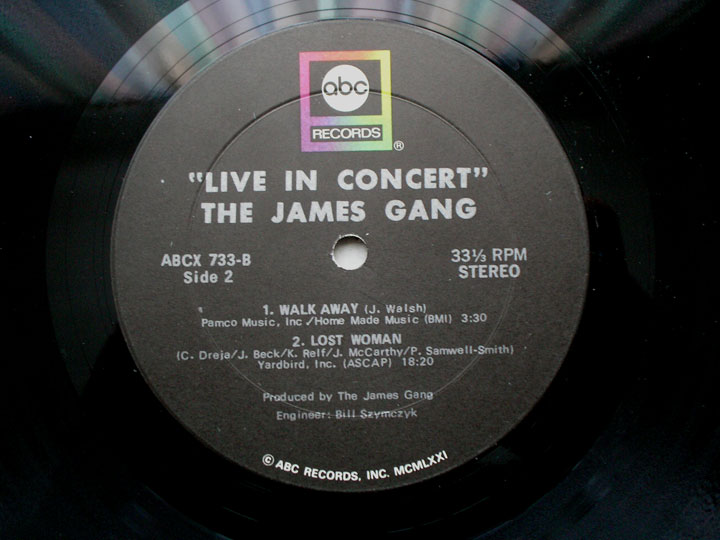 abc
RECORDS
®
"LIVE IN CONCERT"
THE JAMES GANG
ABCX 733-B
Side 2
33⅓ RPM
STEREO
1. WALK AWAY (J. Walsh)
Pamco Music, Inc./Home Made Music (BMI) 3:30
2. LOST WOMAN
(C. Dreja/J. Beck/K. Relf/J. McCarthy/P. Samwell-Smith)
Yardbird, Inc. (ASCAP) 18:20
Produced by The James Gang
Engineer: Bill Szymczyk
© ABC RECORDS, INC. MCMLXXI